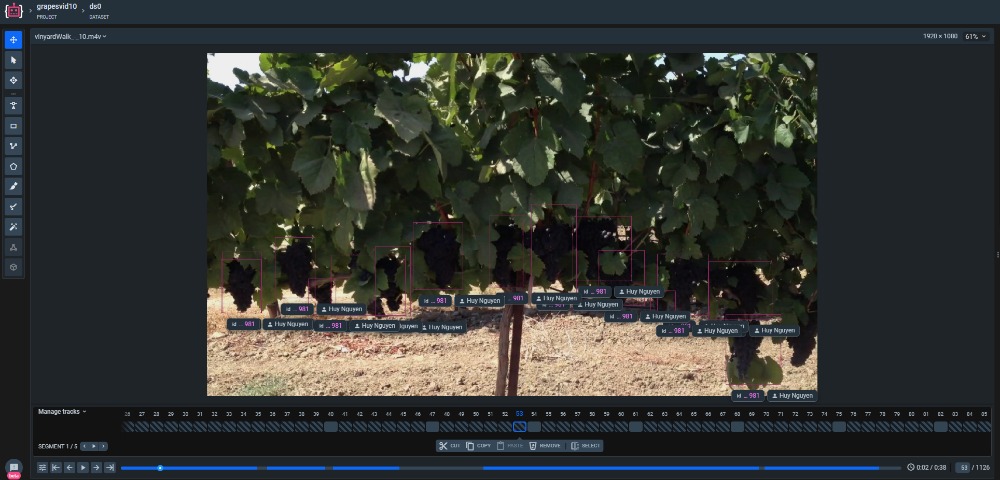 grapesvid10
PROJECT
ds0
DATASET
vinyardWalk_-_10.m4v
1920 × 1080 61%
id ... 981 Huy Nguyen
id ... 981 Huy Nguyen
... 981 Huy Nguyen
id ... 981 Huy Nguyen
id ... 981 Huy Nguyen
id ... 981 Huy Nguyen
id ... 981 Huy Nguyen
id ... 981 Huy Nguyen
guyen
Huy Nguyen
id ... 981 Huy Nguyen
Huy Nguyen
id ... 981 Huy Nguyen
Manage tracks
26 27 28 29 30 31 32 33 34 35 36 37 38 39 40 41 42 43 44 45 46 47 48 49 50 51 52 53 54 55 56 57 58 59 60 61 62 63 64 65 66 67 68 69 70 71 72 73 74 75 76 77 78 79 80 81 82 83 84 85
SEGMENT 1 / 5
CUT COPY PASTE REMOVE SELECT
0:02 / 0:38 53 / 1126
beta